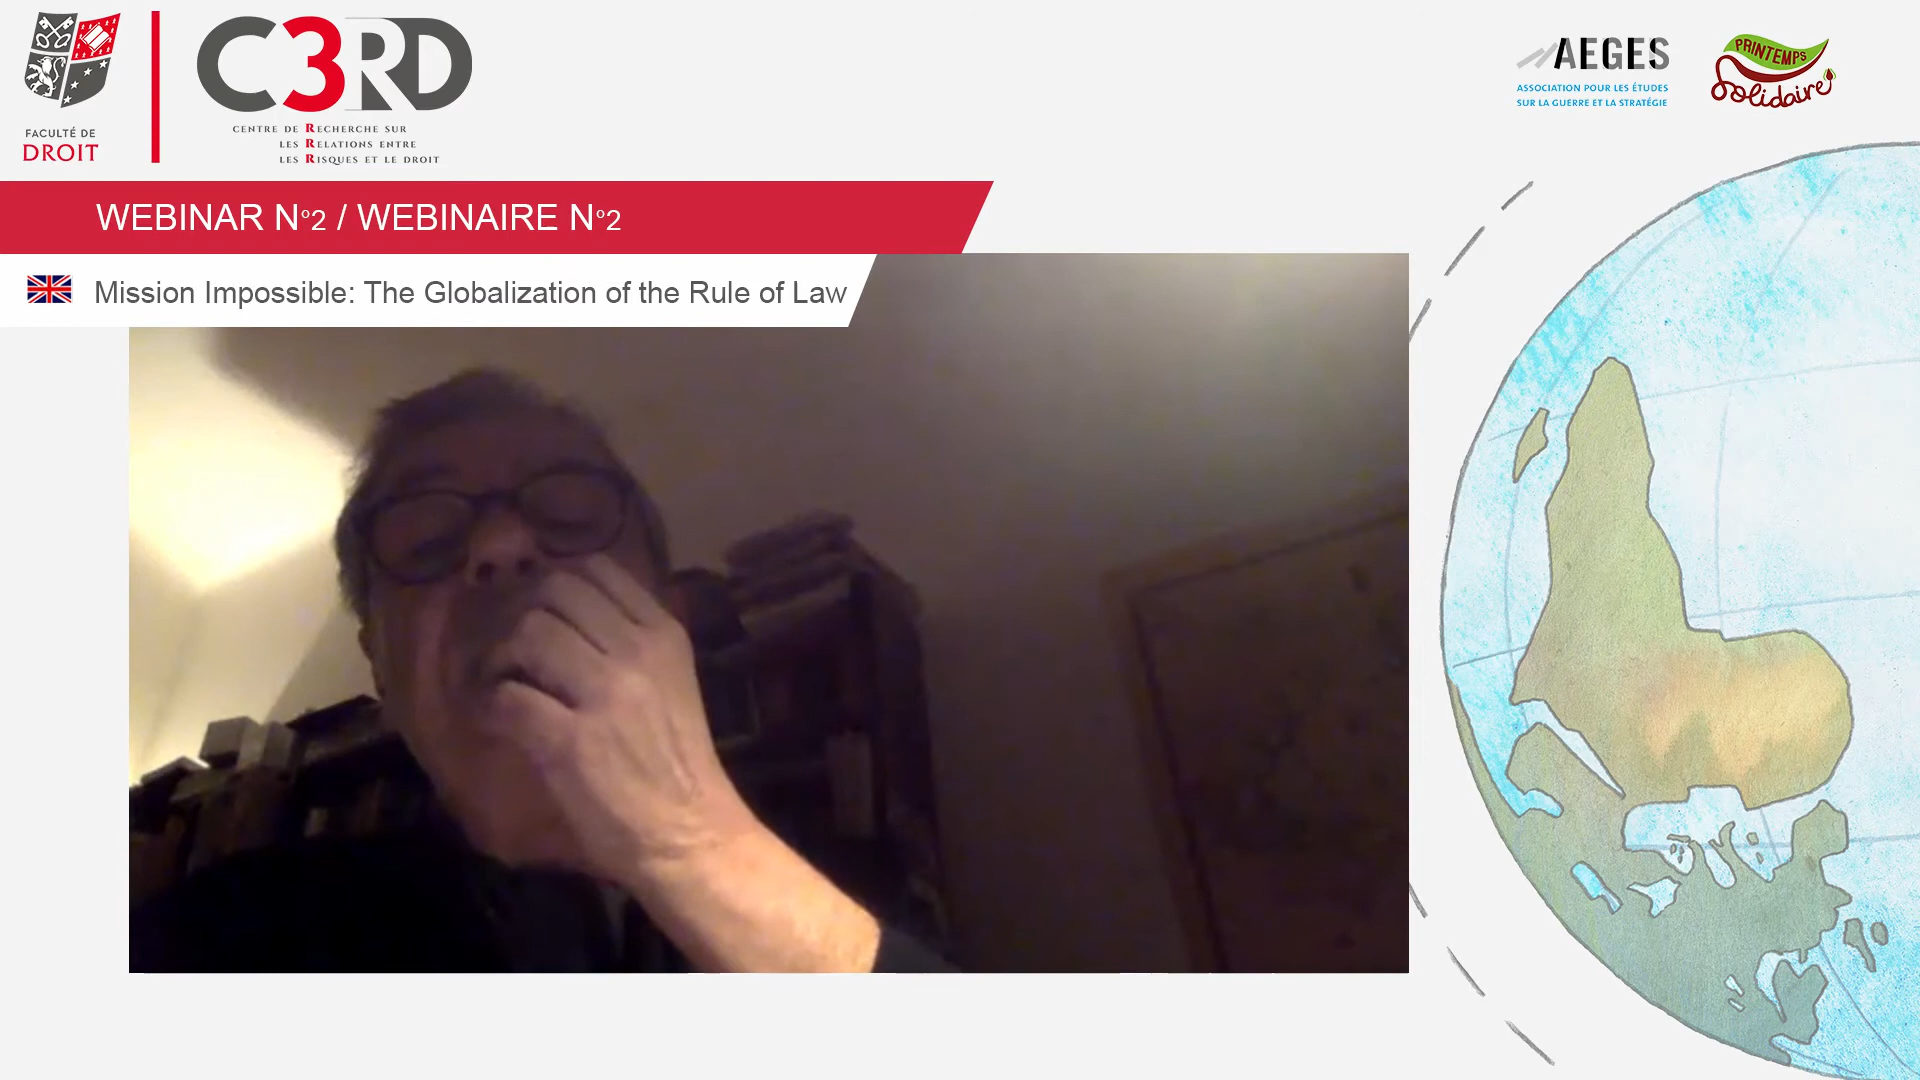 FACULTÉ DE
DROIT
C3RD
CENTRE DE RECHERCHE SUR
LES RELATIONS ENTRE
LES RISQUES ET LE DROIT
AEGES
ASSOCIATION POUR LES ÉTUDES
SUR LA GUERRE ET LA STRATÉGIE
PRINTEMPS
Solidaire
WEBINAR N°2 / WEBINAIRE N°2
Mission Impossible: The Globalization of the Rule of Law